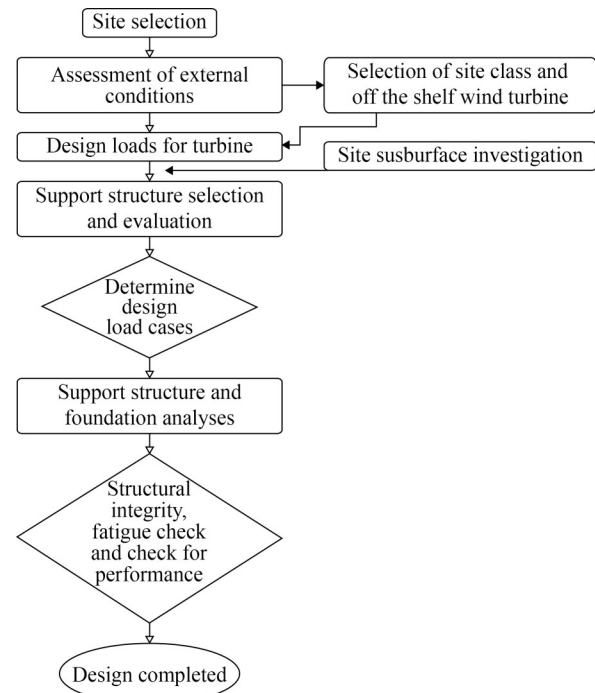 Site selection
Assessment of external
conditions
Selection of site class and
off the shelf wind turbine
Design loads for turbine
Site susburface investigation
Support structure selection
and evaluation
Determine
design
load cases
Support structure and
foundation analyses
Structural
integrity,
fatigue check
and check for
performance
Design completed